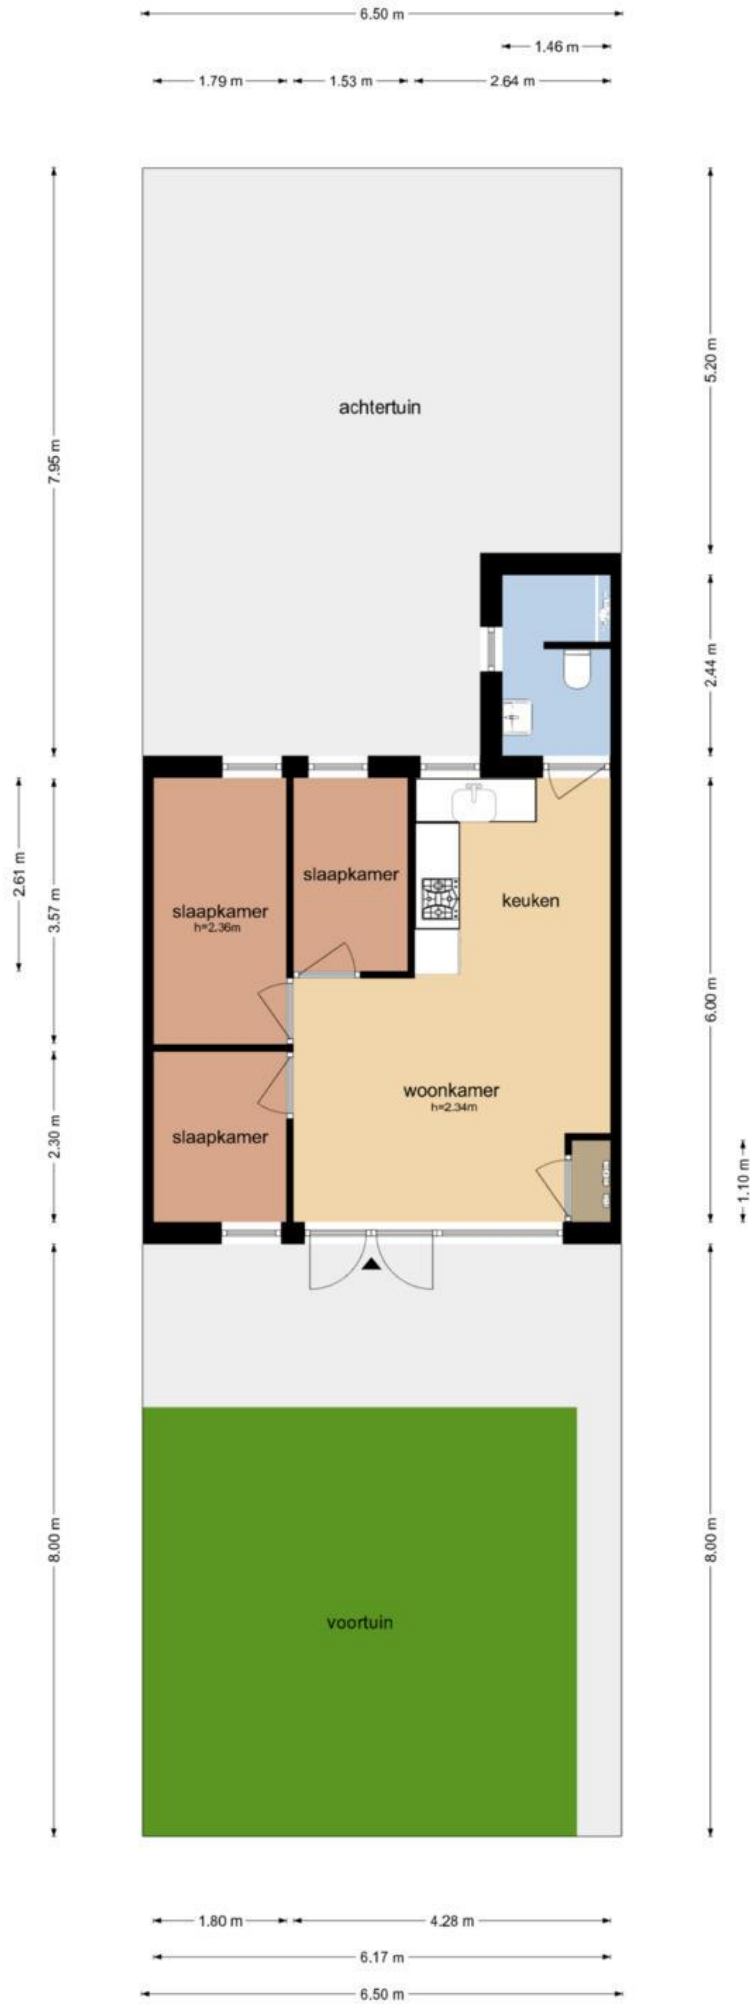 6.50 m
1.46 m
1.79 m
1.53 m
2.64 m
7.95 m
5.20 m
achtertuin
2.44 m
2.61 m
3.57 m
slaapkamer
h=2.36m
slaapkamer
keuken
6.00 m
woonkamer
h=2.34m
2.30 m
slaapkamer
1.10 m
8.00 m
voortuin
8.00 m
1.80 m
4.28 m
6.17 m
6.50 m